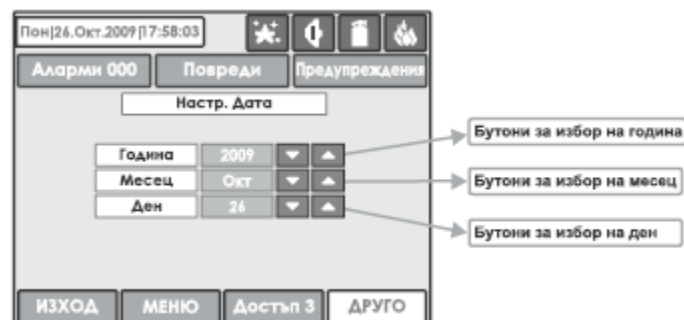 Пон|26.Окт.2009|17:58:03
Аларми 000 Повреди Предупреждения
Настр. Дата
Година 2009
Бутони за избор на година
Месец Окт
Бутони за избор на месец
Ден 26
Бутони за избор на ден
ИЗХОД МЕНЮ Достъп 3 ДРУГО